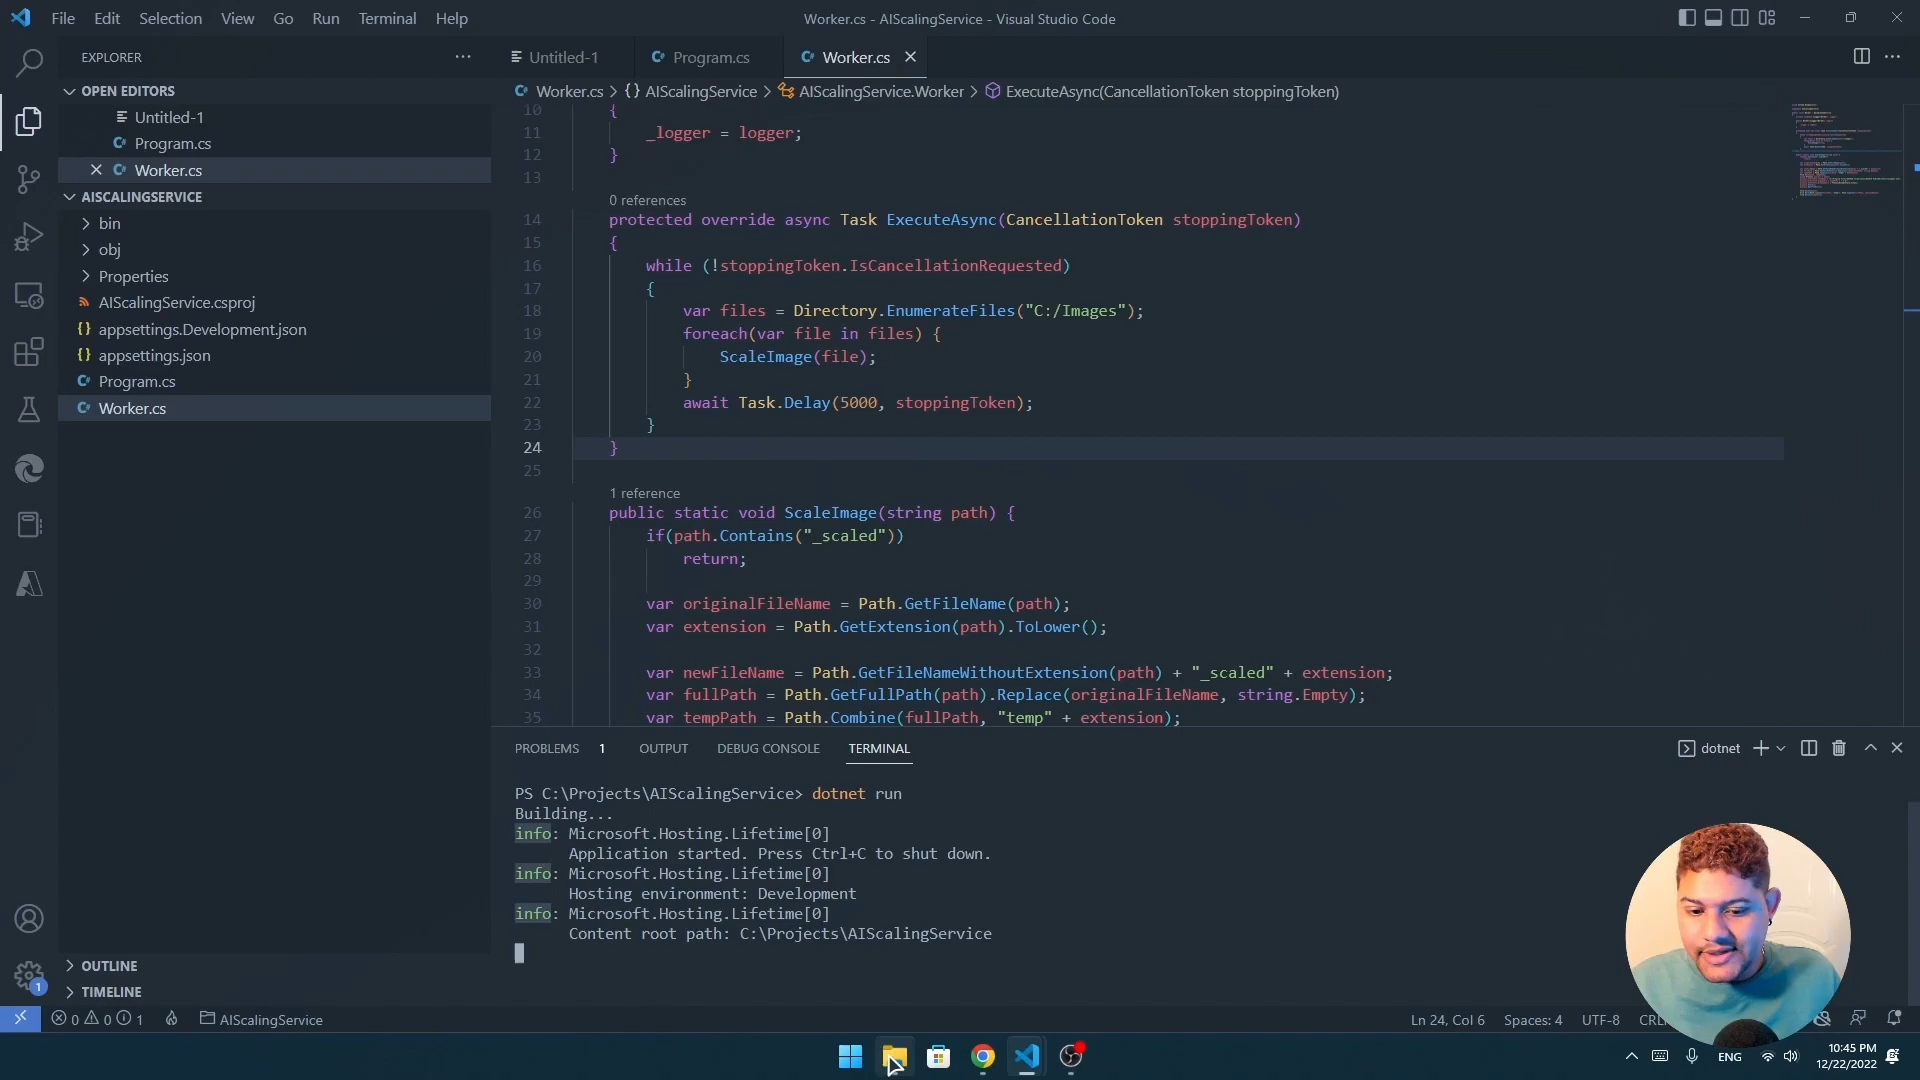 File Edit Selection View Go Run Terminal Help
Worker.cs - AIScalingService - Visual Studio Code
EXPLORER
Untitled-1
Program.cs
Worker.cs
OPEN EDITORS
Untitled-1
Program.cs
Worker.cs
AISCALINGSERVICE
bin
obj
Properties
AIScalingService.csproj
appsettings.Development.json
appsettings.json
Program.cs
Worker.cs
OUTLINE
TIMELINE
Worker.cs > {} AIScalingService > AIScalingService.Worker > ExecuteAsync(CancellationToken stoppingToken)
10 {
11 _logger = logger;
12 }
13
0 references
14 protected override async Task ExecuteAsync(CancellationToken stoppingToken)
15 {
16 while (!stoppingToken.IsCancellationRequested)
17 {
18 var files = Directory.EnumerateFiles("C:/Images");
19 foreach(var file in files) {
20 ScaleImage(file);
21 }
22 await Task.Delay(5000, stoppingToken);
23 }
24 }
25
1 reference
26 public static void ScaleImage(string path) {
27 if(path.Contains("_scaled"))
28 return;
29
30 var originalFileName = Path.GetFileName(path);
31 var extension = Path.GetExtension(path).ToLower();
32
33 var newFileName = Path.GetFileNameWithoutExtension(path) + "_scaled" + extension;
34 var fullPath = Path.GetFullPath(path).Replace(originalFileName, string.Empty);
35 var tempPath = Path.Combine(fullPath, "temp" + extension);
PROBLEMS 1 OUTPUT DEBUG CONSOLE TERMINAL
dotnet
PS C:\Projects\AIScalingService> dotnet run
Building...
info: Microsoft.Hosting.Lifetime[0]
Application started. Press Ctrl+C to shut down.
info: Microsoft.Hosting.Lifetime[0]
Hosting environment: Development
info: Microsoft.Hosting.Lifetime[0]
Content root path: C:\Projects\AIScalingService
1
0 0 1 AIScalingService
Ln 24, Col 6 Spaces: 4 UTF-8
ENG
10:45 PM
12/22/2022